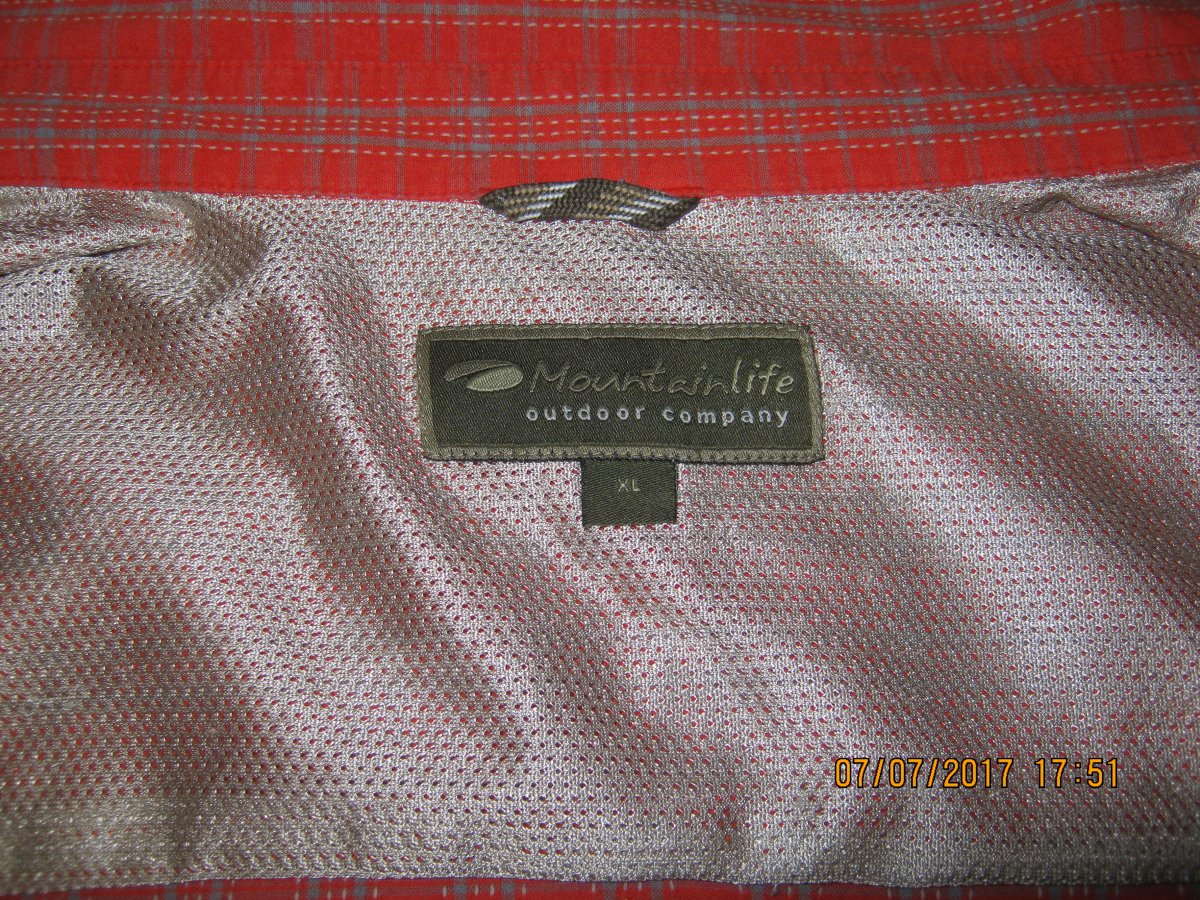 Mountainlife
outdoor company
XL
07/07/2017 17:51